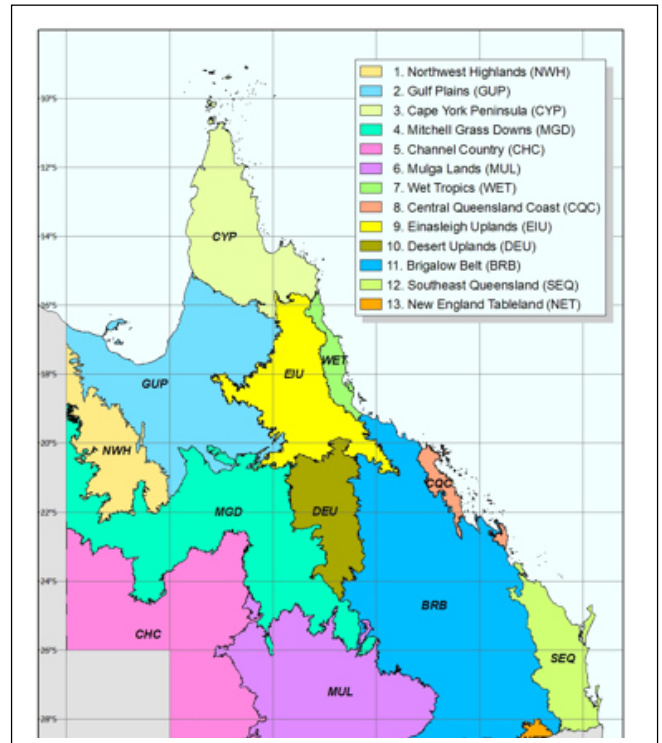 1. Northwest Highlands (NWH)
2. Gulf Plains (GUP)
3. Cape York Peninsula (CYP)
4. Mitchell Grass Downs (MGD)
5. Channel Country (CHC)
6. Mulga Lands (MUL)
7. Wet Tropics (WET)
8. Central Queensland Coast (CQC)
9. Einasleigh Uplands (EIU)
10. Desert Uplands (DEU)
11. Brigalow Belt (BRB)
12. Southeast Queensland (SEQ)
13. New England Tableland (NET)
10°S
12°S
14°S
CYP
16°S
18°S
GUP
EIU
WET
20°S
NWH
CQC
22°S
MGD
DEU
24°S
BRB
CHC
26°S
SEQ
MUL
28°S